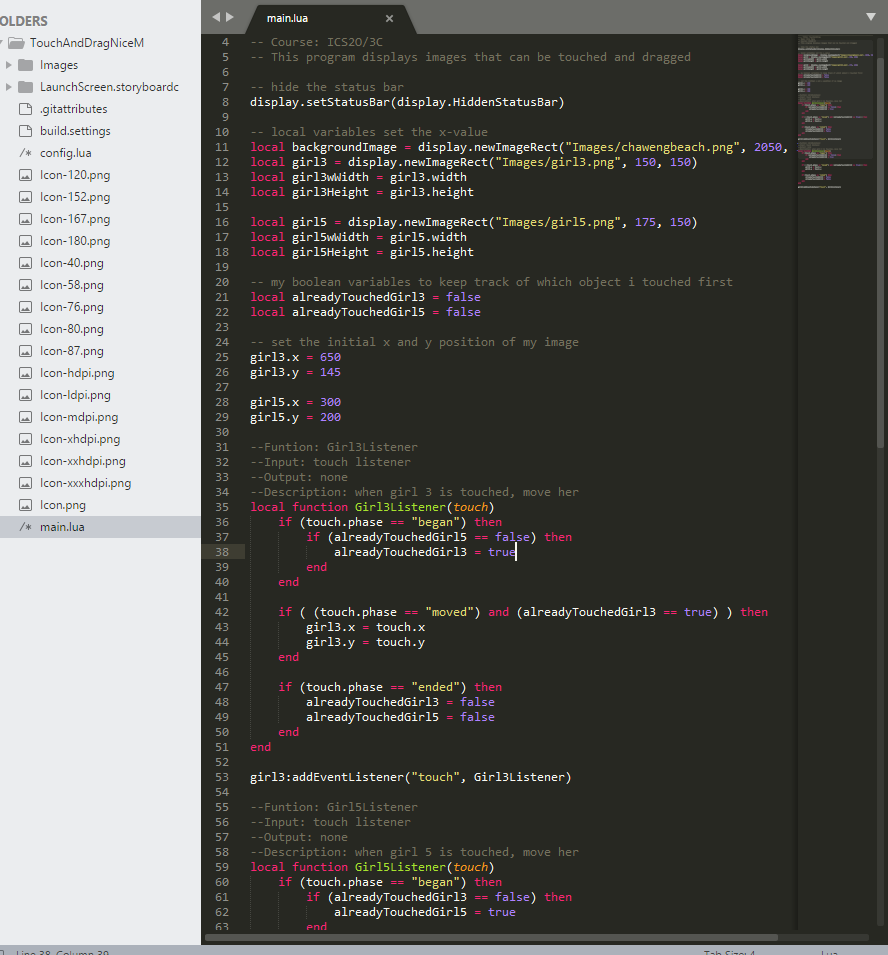 OLDERS
TouchAndDragNiceM
Images
LaunchScreen.storyboardc
.gitattributes
build.settings
/* config.lua
Icon-120.png
Icon-152.png
Icon-167.png
Icon-180.png
Icon-40.png
Icon-58.png
Icon-76.png
Icon-80.png
Icon-87.png
Icon-hdpi.png
Icon-ldpi.png
Icon-mdpi.png
Icon-xhdpi.png
Icon-xxhdpi.png
Icon-xxxhdpi.png
Icon.png
/* main.lua
main.lua ×
4 -- Course: ICS2O/3C
5 -- This program displays images that can be touched and dragged
6
7 -- hide the status bar
8 display.setStatusBar(display.HiddenStatusBar)
9
10 -- local variables set the x-value
11 local backgroundImage = display.newImageRect("Images/chawengbeach.png", 2050,
12 local girl3 = display.newImageRect("Images/girl3.png", 150, 150)
13 local girl3wWidth = girl3.width
14 local girl3Height = girl3.height
15
16 local girl5 = display.newImageRect("Images/girl5.png", 175, 150)
17 local girl5wWidth = girl5.width
18 local girl5Height = girl5.height
19
20 -- my boolean variables to keep track of which object i touched first
21 local alreadyTouchedGirl3 = false
22 local alreadyTouchedGirl5 = false
23
24 -- set the initial x and y position of my image
25 girl3.x = 650
26 girl3.y = 145
27
28 girl5.x = 300
29 girl5.y = 200
30
31 --Funtion: Girl3Listener
32 --Input: touch listener
33 --Output: none
34 --Description: when girl 3 is touched, move her
35 local function Girl3Listener(touch)
36 if (touch.phase == "began") then
37 if (alreadyTouchedGirl5 == false) then
38 alreadyTouchedGirl3 = true
39 end
40 end
41
42 if ( (touch.phase == "moved") and (alreadyTouchedGirl3 == true) ) then
43 girl3.x = touch.x
44 girl3.y = touch.y
45 end
46
47 if (touch.phase == "ended") then
48 alreadyTouchedGirl3 = false
49 alreadyTouchedGirl5 = false
50 end
51 end
52
53 girl3:addEventListener("touch", Girl3Listener)
54
55 --Funtion: Girl5Listener
56 --Input: touch listener
57 --Output: none
58 --Description: when girl 5 is touched, move her
59 local function Girl5Listener(touch)
60 if (touch.phase == "began") then
61 if (alreadyTouchedGirl3 == false) then
62 alreadyTouchedGirl5 = true
63 end
Line 38, Column 39 Tab Size: 4 Lua